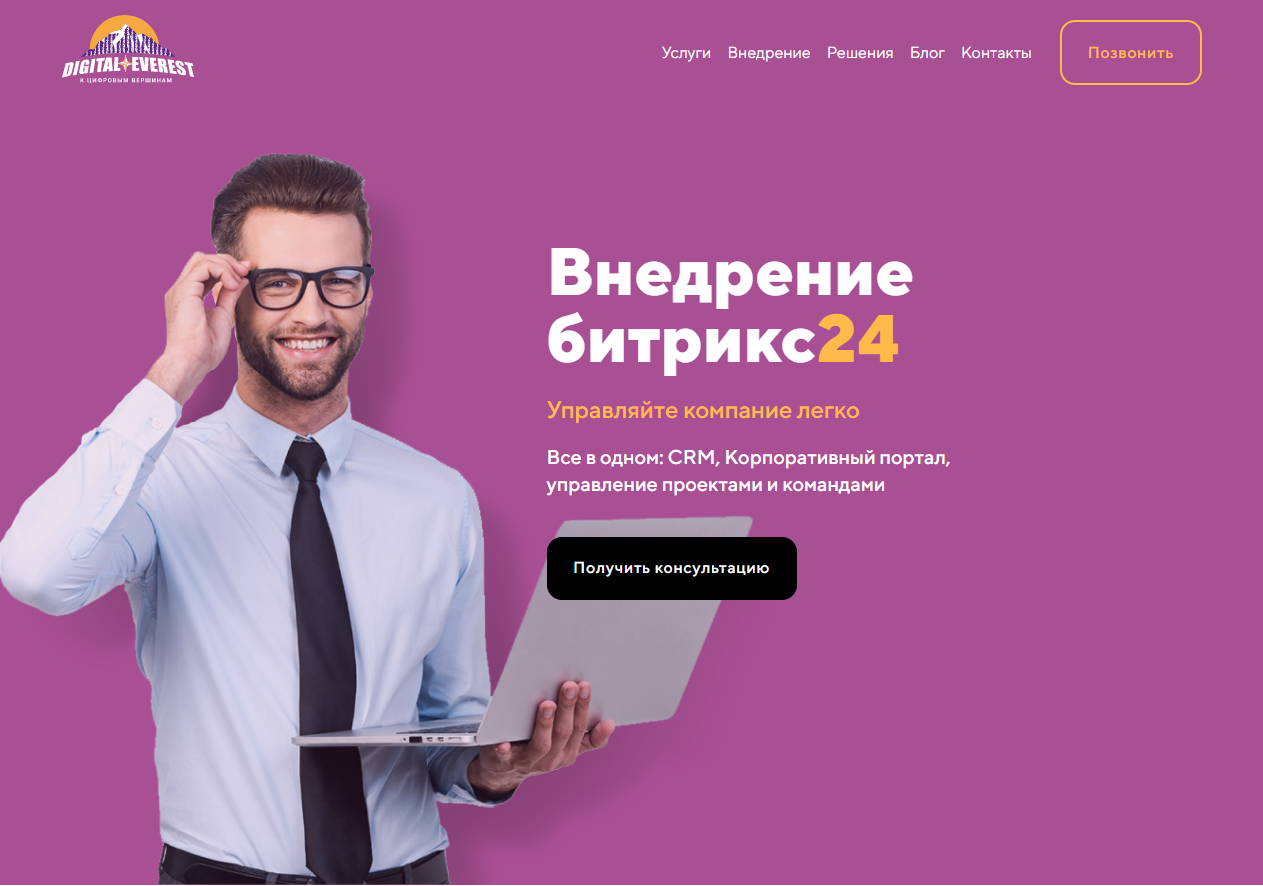 DIGITAL EVEREST
К ЦИФРОВЫМ ВЕРШИНАМ
Услуги Внедрение Решения Блог Контакты Позвонить
Внедрение
битрикс24
Управляйте компание легко
Все в одном: CRM, Корпоративный портал,
управление проектами и командами
Получить консультацию